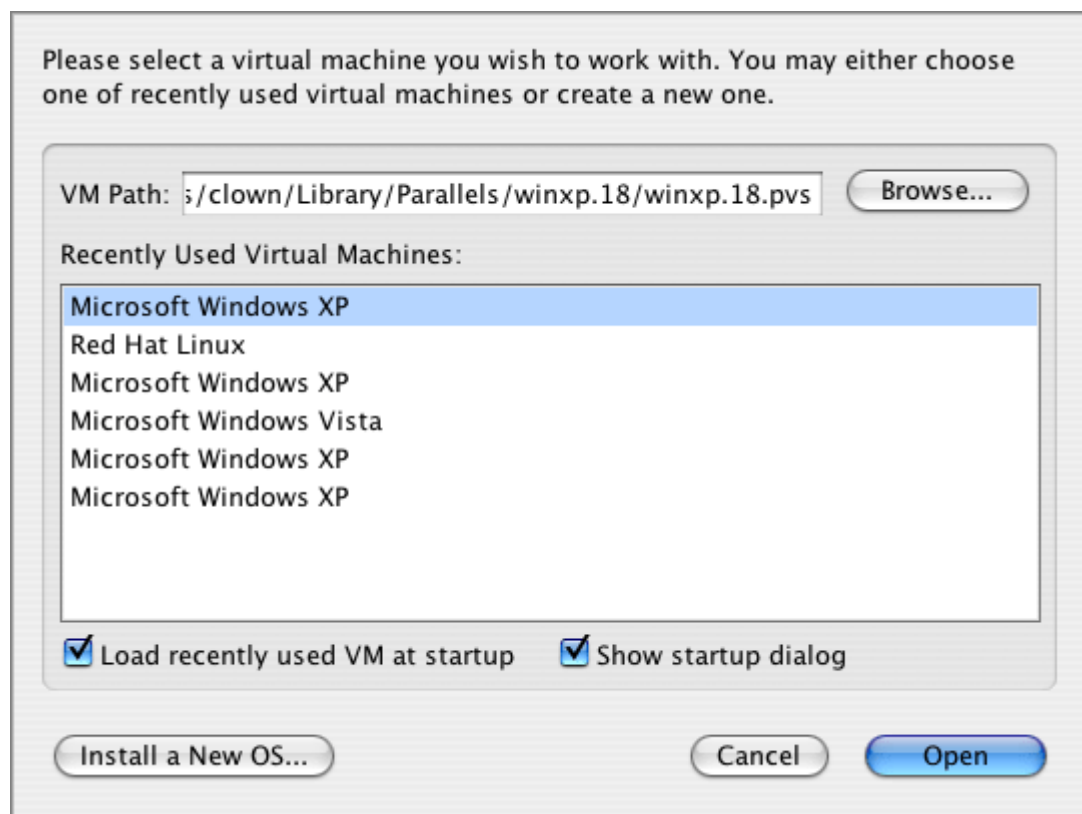 Please select a virtual machine you wish to work with. You may either choose
one of recently used virtual machines or create a new one.
VM Path: s/clown/Library/Parallels/winxp.18/winxp.18.pvs Browse...
Recently Used Virtual Machines:
Microsoft Windows XP
Red Hat Linux
Microsoft Windows XP
Microsoft Windows Vista
Microsoft Windows XP
Microsoft Windows XP
Load recently used VM at startup Show startup dialog
Install a New OS... Cancel Open